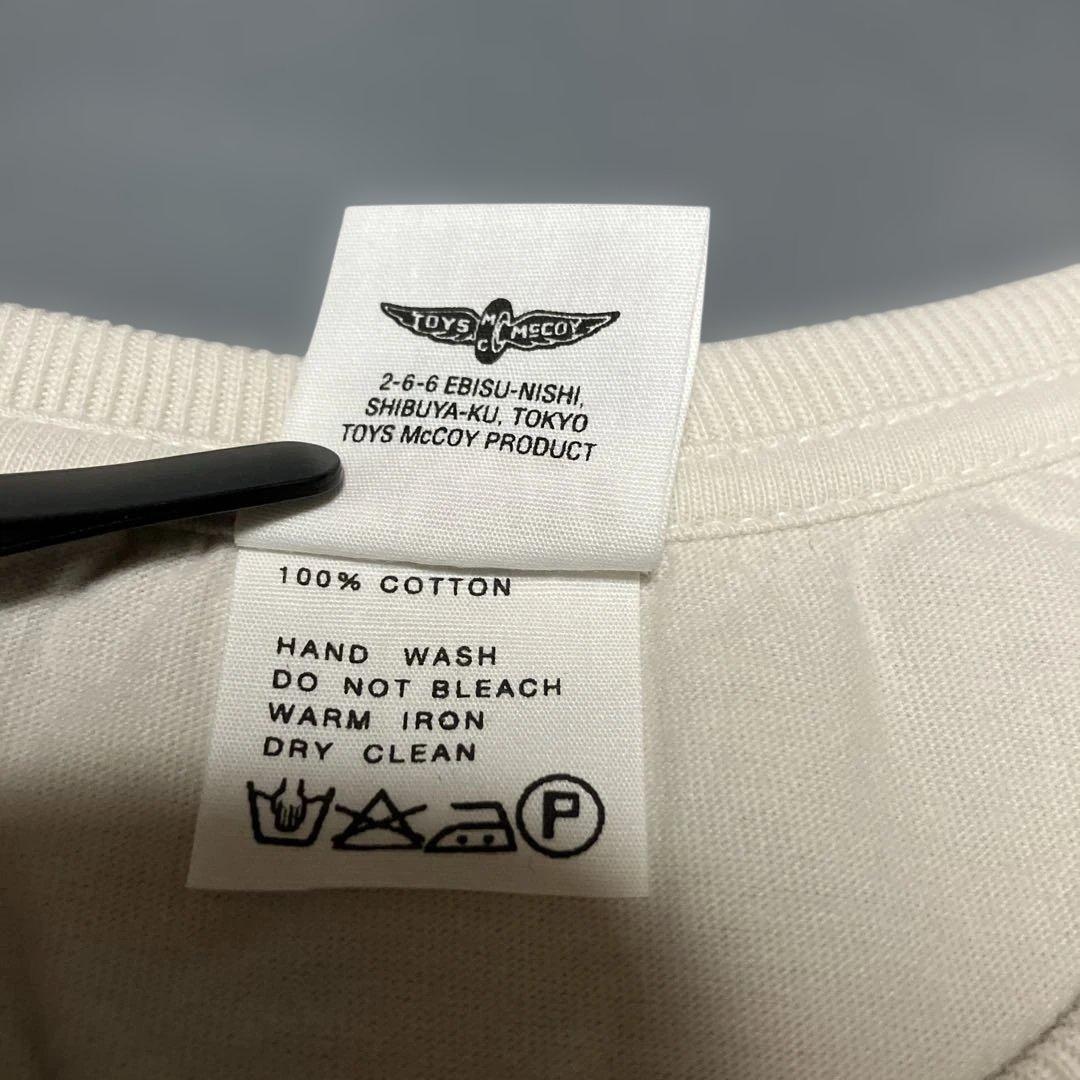 TOYS MAC McCOY
2-6-6 EBISU-NISHI,
SHIBUYA-KU, TOKYO
TOYS McCOY PRODUCT
100% COTTON
HAND WASH
DO NOT BLEACH
WARM IRON
DRY CLEAN
P